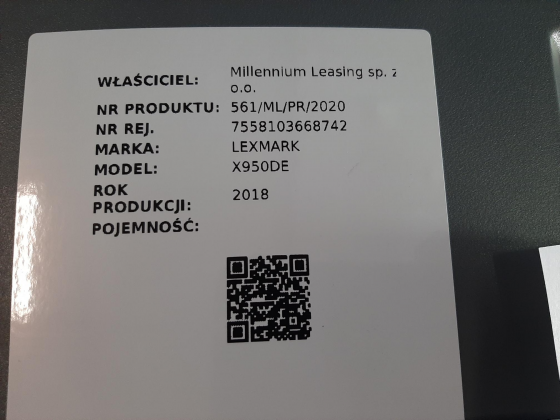 WŁAŚCICIEL: Millennium Leasing sp. z
o.o.
NR PRODUKTU: 561/ML/PR/2020
NR REJ. 7558103668742
MARKA: LEXMARK
MODEL: X950DE
ROK
PRODUKCJI: 2018
POJEMNOŚĆ: